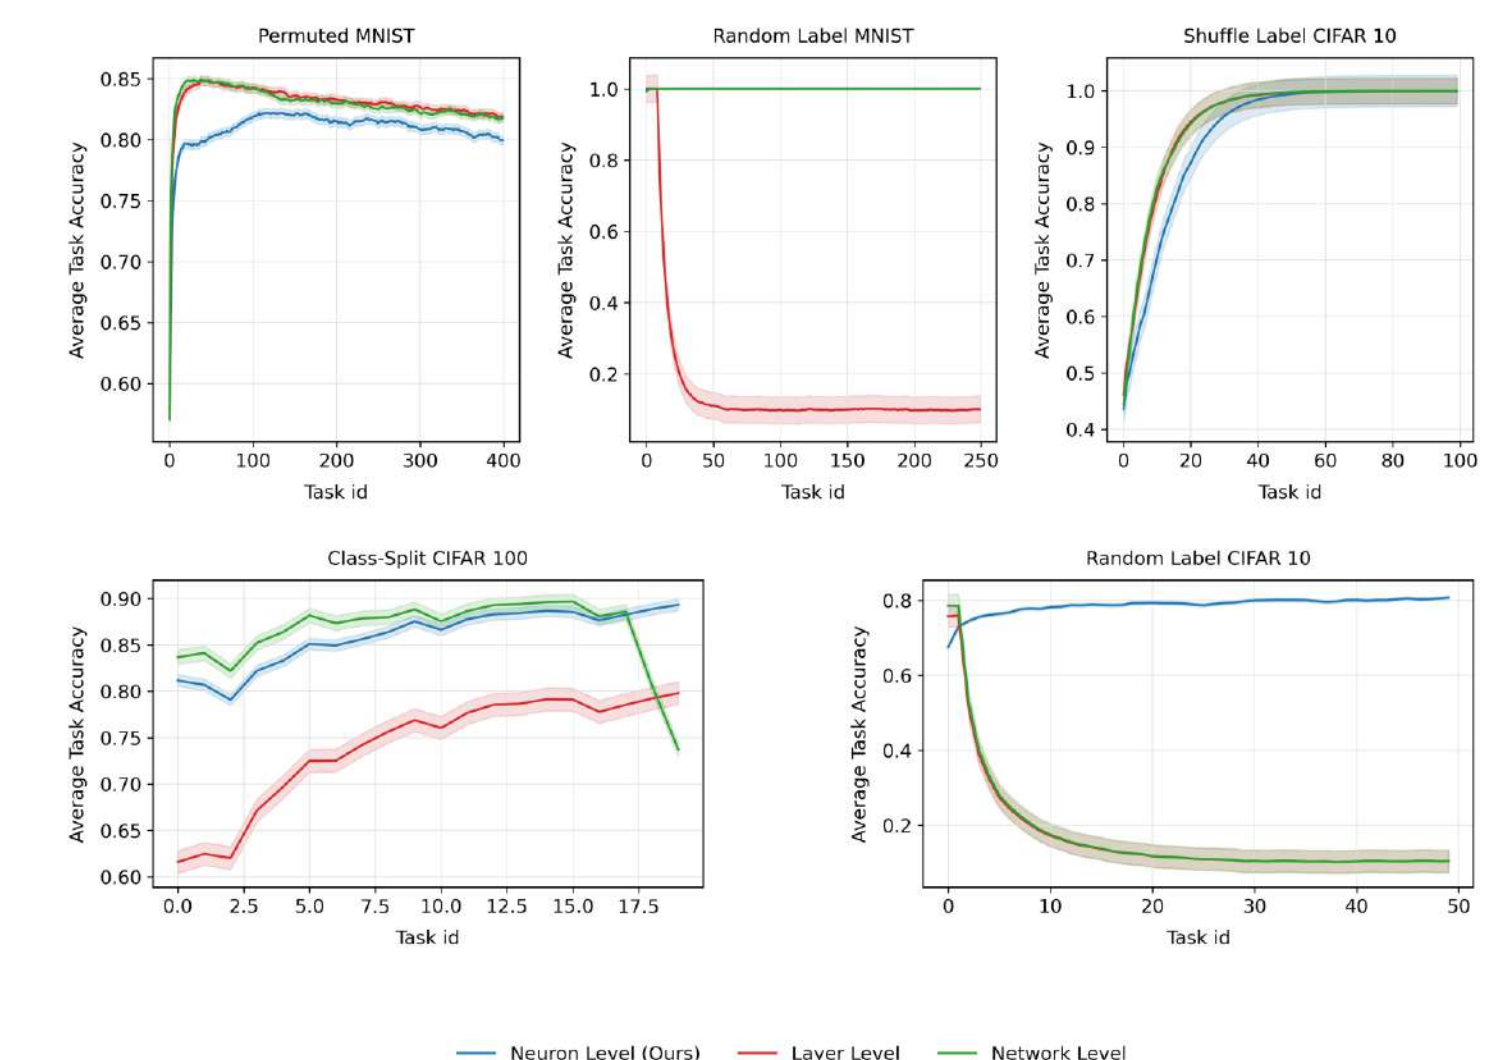 Permuted MNIST
Random Label MNIST
Shuffle Label CIFAR 10
0.85
0.80
0.75
0.70
0.65
0.60
Average Task Accuracy
0 100 200 300 400
Task id
1.0
0.8
0.6
0.4
0.2
Average Task Accuracy
0 50 100 150 200 250
Task id
1.0
0.9
0.8
0.7
0.6
0.5
0.4
Average Task Accuracy
0 20 40 60 80 100
Task id
Class-Split CIFAR 100
Random Label CIFAR 10
0.90
0.85
0.80
0.75
0.70
0.65
0.60
Average Task Accuracy
0.0 2.5 5.0 7.5 10.0 12.5 15.0 17.5
Task id
0.8
0.6
0.4
0.2
Average Task Accuracy
0 10 20 30 40 50
Task id
Neuron Level (Ours) Layer Level Network Level